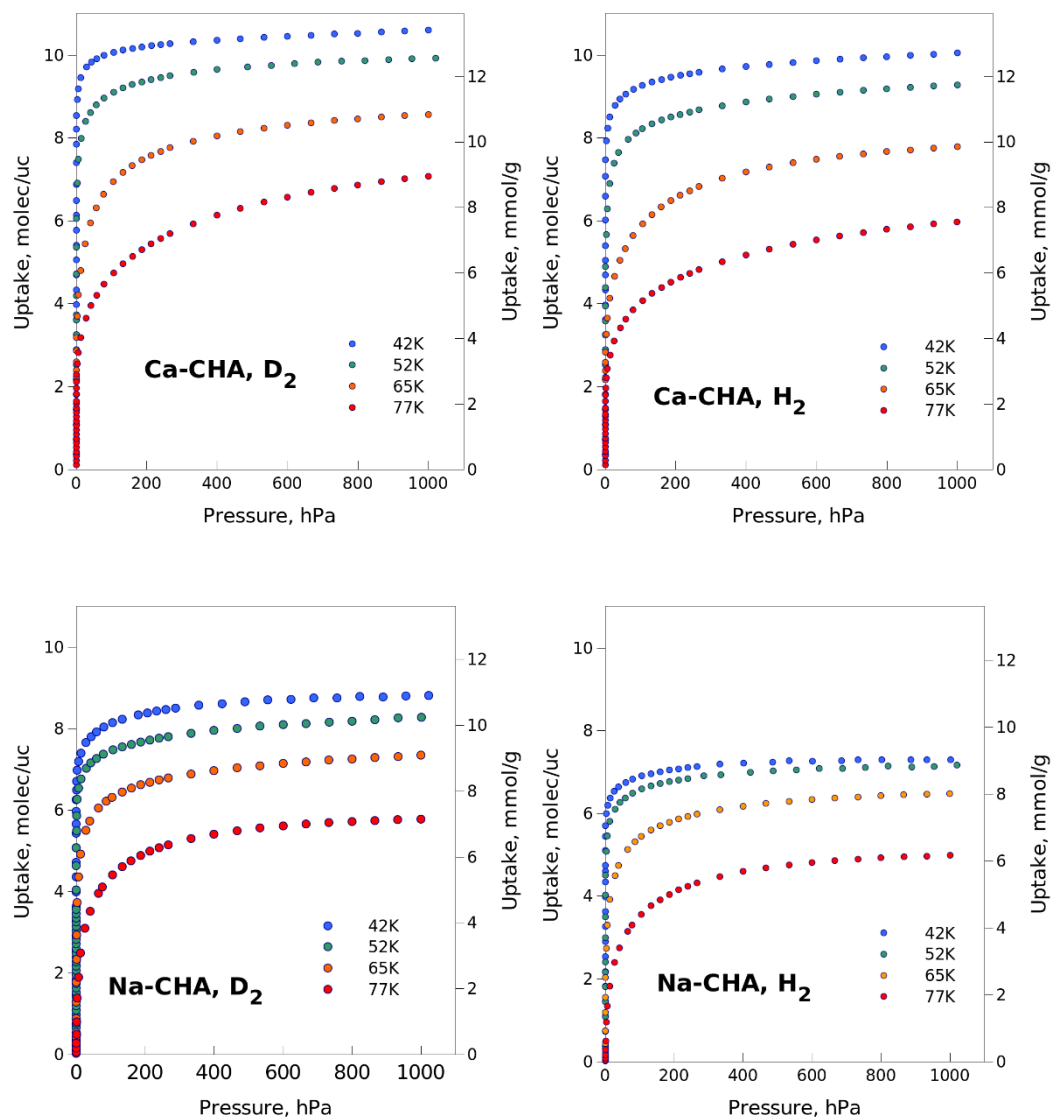 Uptake, molec/uc
10
8
6
4
2
0
12
10
8
6
4
2
0
Uptake, mmol/g
Ca-CHA, D2
42K
52K
65K
77K
0 200 400 600 800 1000
Pressure, hPa
Uptake, molec/uc
10
8
6
4
2
0
12
10
8
6
4
2
0
Uptake, mmol/g
Ca-CHA, H2
42K
52K
65K
77K
0 200 400 600 800 1000
Pressure, hPa
Uptake, molec/uc
10
8
6
4
2
0
12
10
8
6
4
2
0
Uptake, mmol/g
Na-CHA, D2
42K
52K
65K
77K
0 200 400 600 800 1000
Pressure, hPa
Uptake, molec/uc
10
8
6
4
2
0
12
10
8
6
4
2
0
Uptake, mmol/g
Na-CHA, H2
42K
52K
65K
77K
0 200 400 600 800 1000
Pressure, hPa